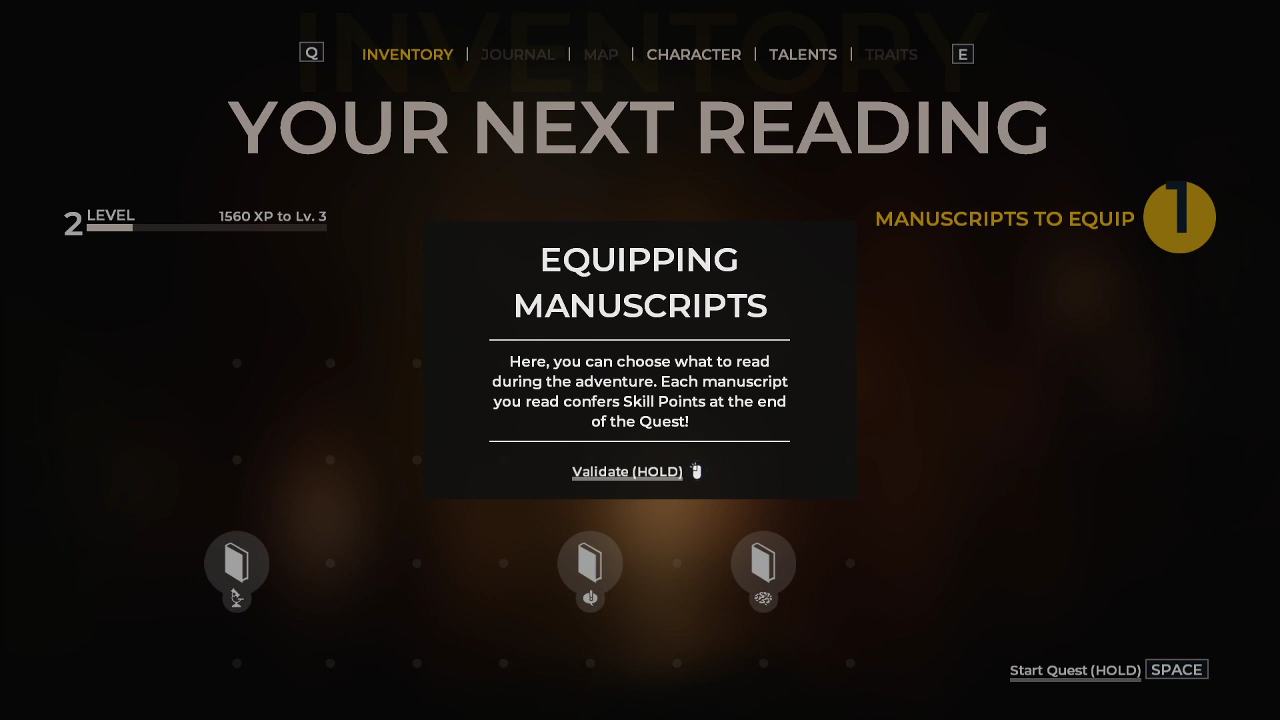 INVENTORY
Q INVENTORY | JOURNAL | MAP | CHARACTER | TALENTS | TRAITS E
YOUR NEXT READING
2 LEVEL 1560 XP to Lv. 3
MANUSCRIPTS TO EQUIP 1
EQUIPPING
MANUSCRIPTS
Here, you can choose what to read
during the adventure. Each manuscript
you read confers Skill Points at the end
of the Quest!
Validate (HOLD)
Start Quest (HOLD) SPACE